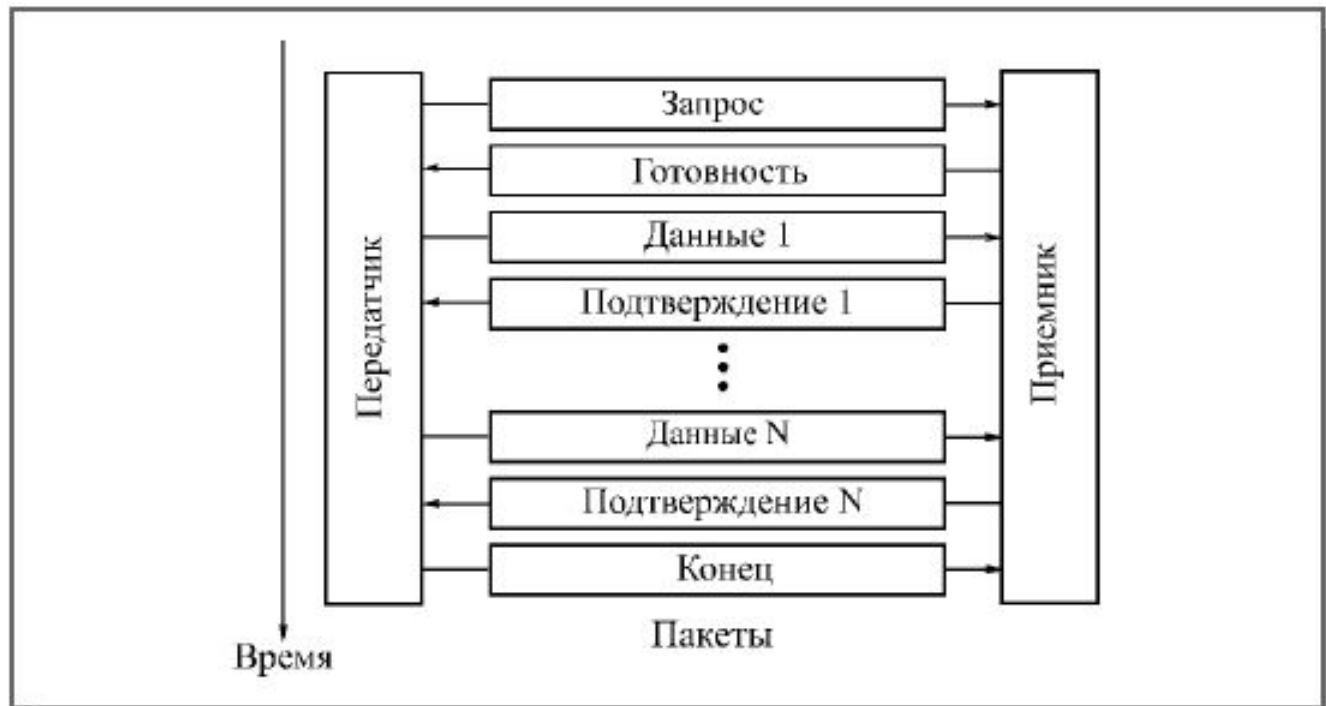 Запрос
Готовность
Данные 1
Подтверждение 1
Данные N
Подтверждение N
Конец
Передатчик
Приемник
Пакеты
Время